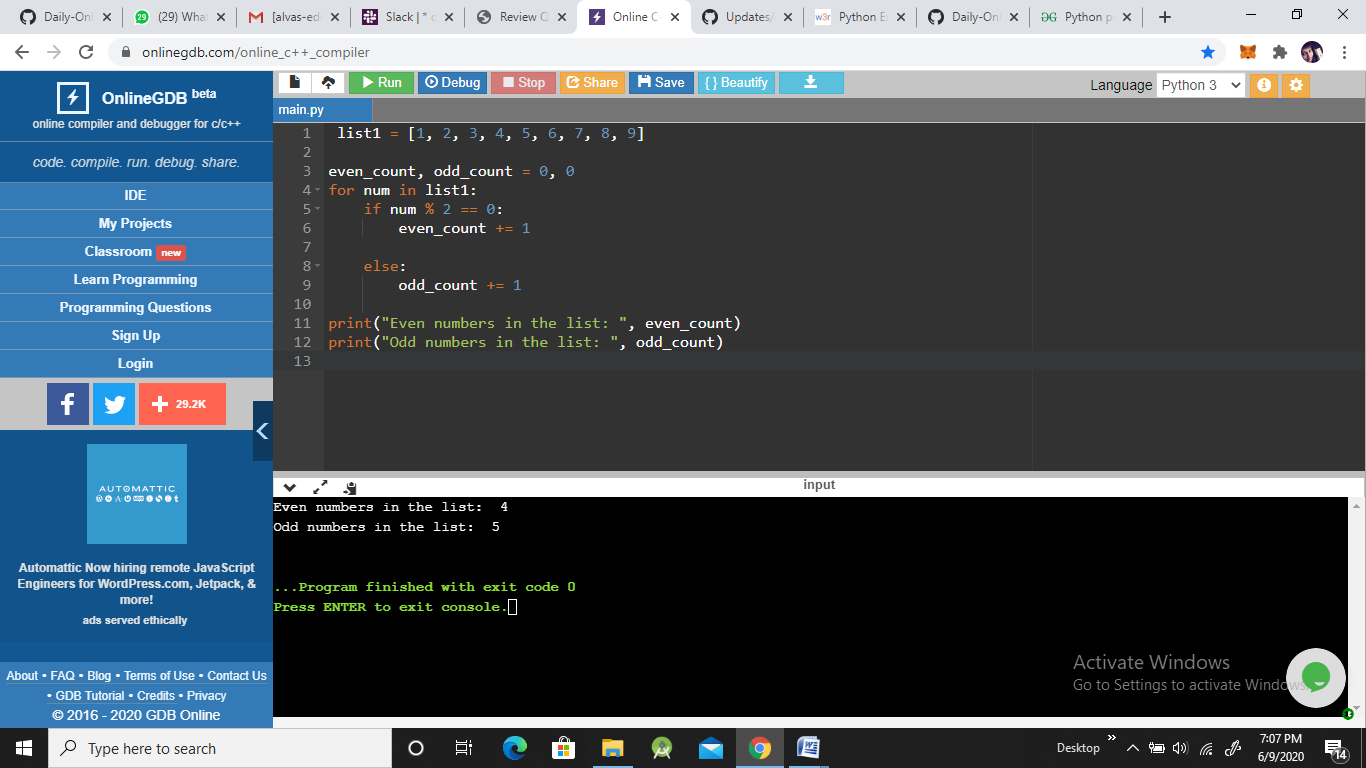 Daily-Onl
(29) What
[alvas-edu
Slack | * c
Review Q
Online C
Updates/
w3r Python E
Daily-Onl
Python p
onlinegdb.com/online_c++_compiler
OnlineGDB beta
online compiler and debugger for c/c++
code. compile. run. debug. share.
IDE
My Projects
Classroom new
Learn Programming
Programming Questions
Sign Up
Login
f
29.2K
AUTOMATTIC
Automattic Now hiring remote JavaScript
Engineers for WordPress.com, Jetpack, &
more!
ads served ethically
About • FAQ • Blog • Terms of Use • Contact Us
• GDB Tutorial • Credits • Privacy
© 2016 - 2020 GDB Online
Run Debug Stop Share Save { } Beautify
Language Python 3
main.py
1 list1 = [1, 2, 3, 4, 5, 6, 7, 8, 9]
2
3 even_count, odd_count = 0, 0
4 for num in list1:
5 if num % 2 == 0:
6 even_count += 1
7
8 else:
9 odd_count += 1
10
11 print("Even numbers in the list: ", even_count)
12 print("Odd numbers in the list: ", odd_count)
13
input
Even numbers in the list:  4
Odd numbers in the list:  5
...Program finished with exit code 0
Press ENTER to exit console.
Activate Windows
Go to Settings to activate Windows.
Type here to search
Desktop
7:07 PM
6/9/2020
14